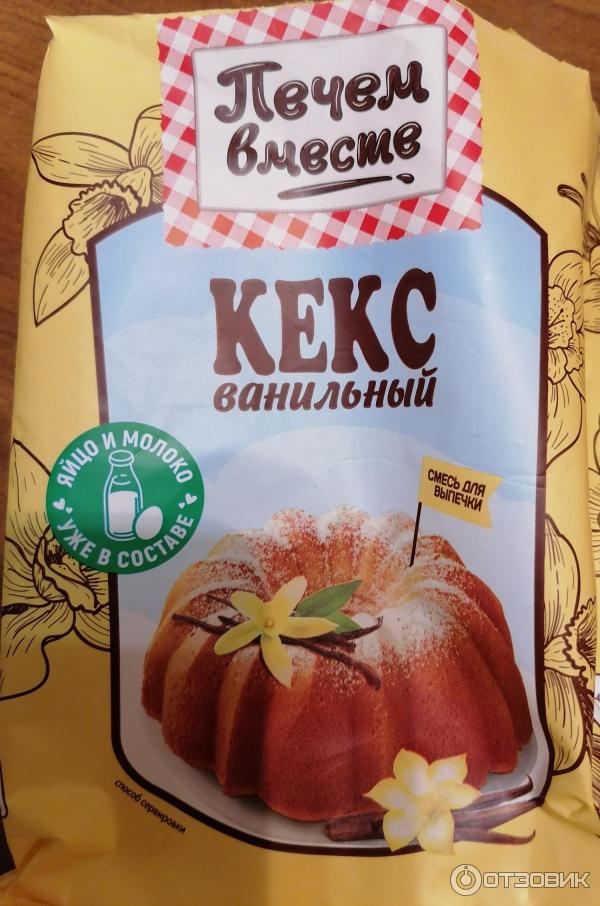 Печем
вместе
КЕКС
ванильный
ЯЙЦО И МОЛОКО
УЖЕ В СОСТАВЕ
СМЕСЬ ДЛЯ
ВЫПЕЧКИ
способ сервировки
ОТЗОВИК